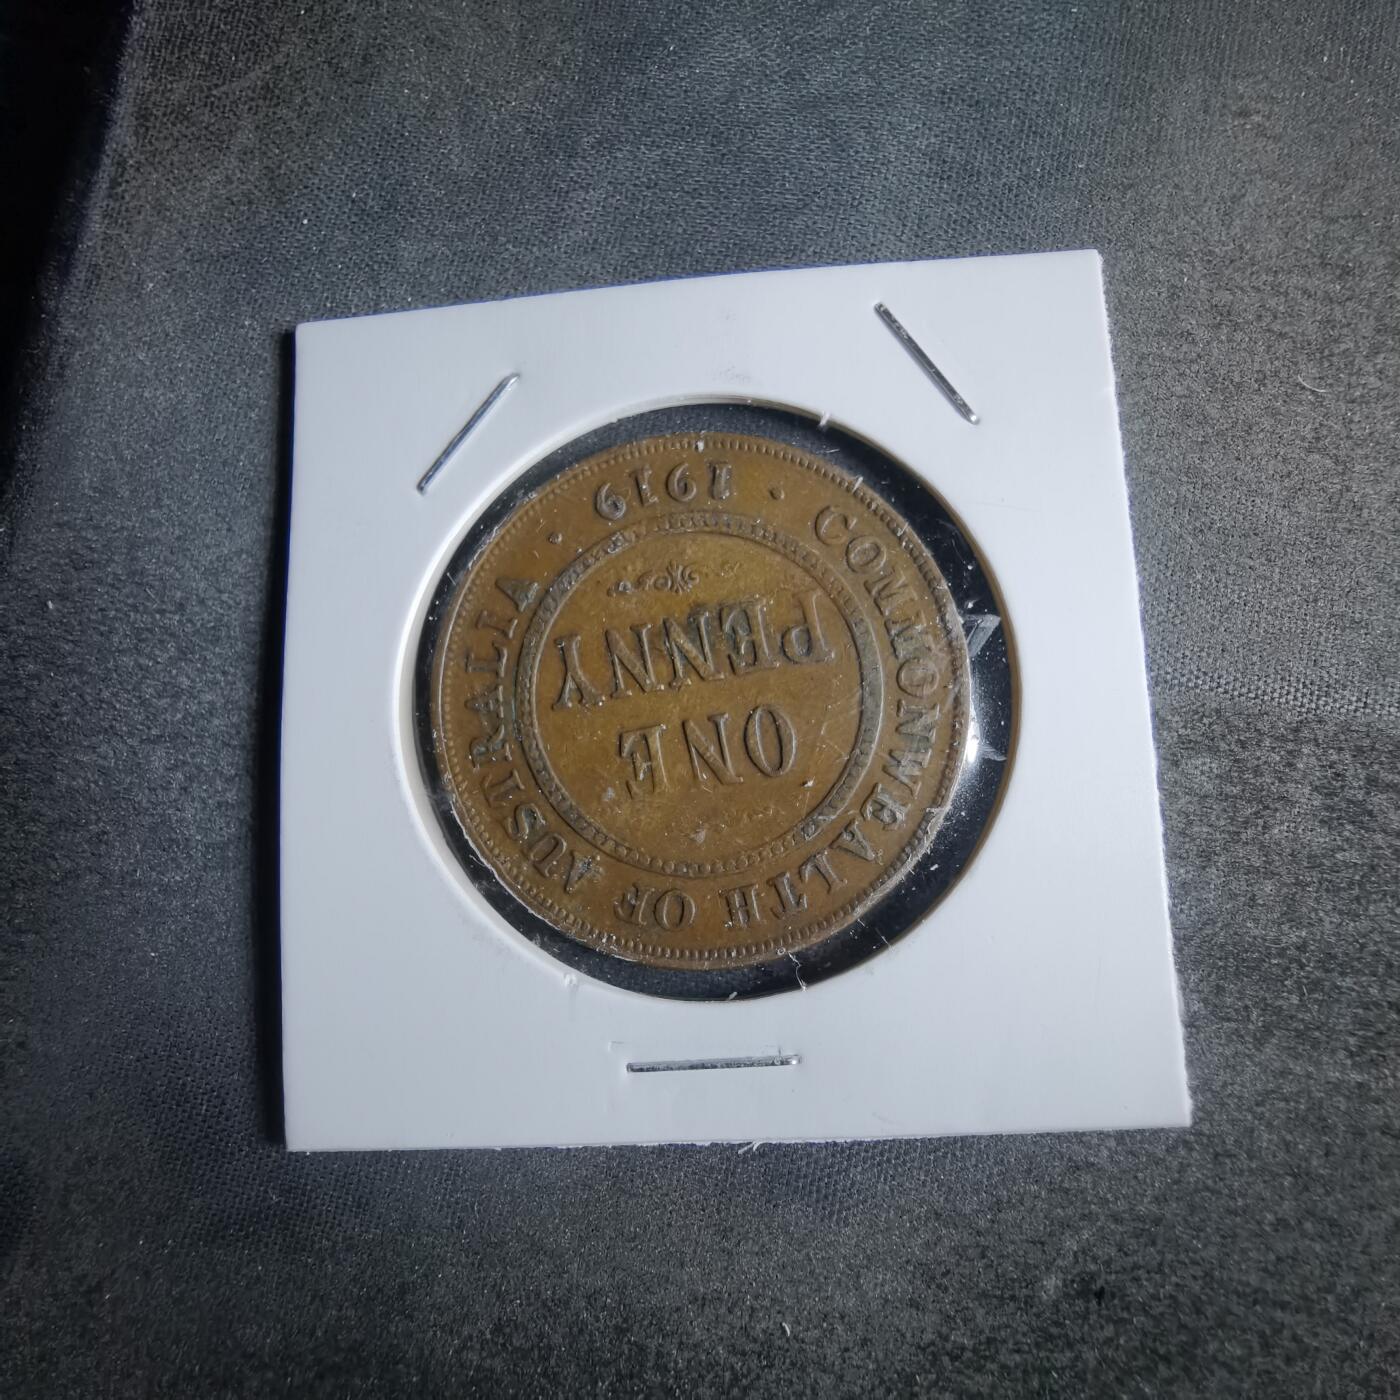 COMMONWEALTH OF AUSTRALIA
ONE
PENNY
· 1919 ·